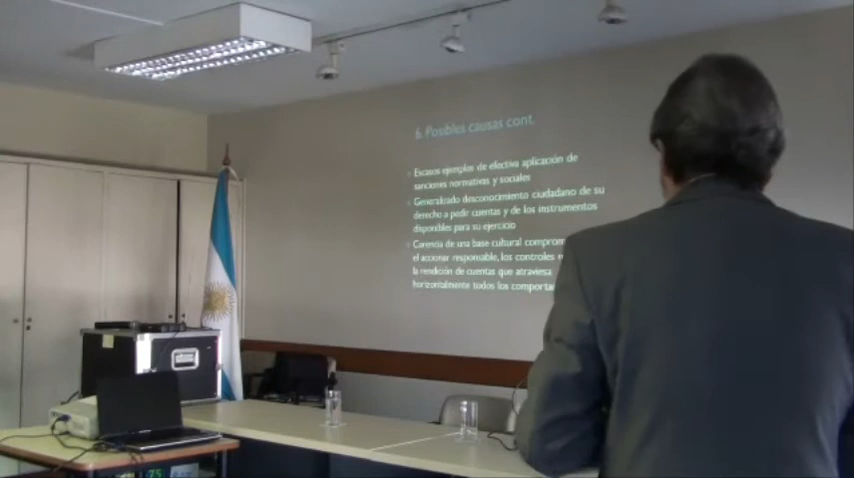 6. Posibles causas cont.
Escasos ejemplos de efectiva aplicación de
sanciones normativas y sociales
Generalizado desconocimiento ciudadano de su
derecho a pedir cuentas y de los instrumentos
disponibles para su ejercicio
Carencia de una base cultural
el accionar responsable, los controles
la rendición de cuentas que atraviesa
horizontalmente todos los
75